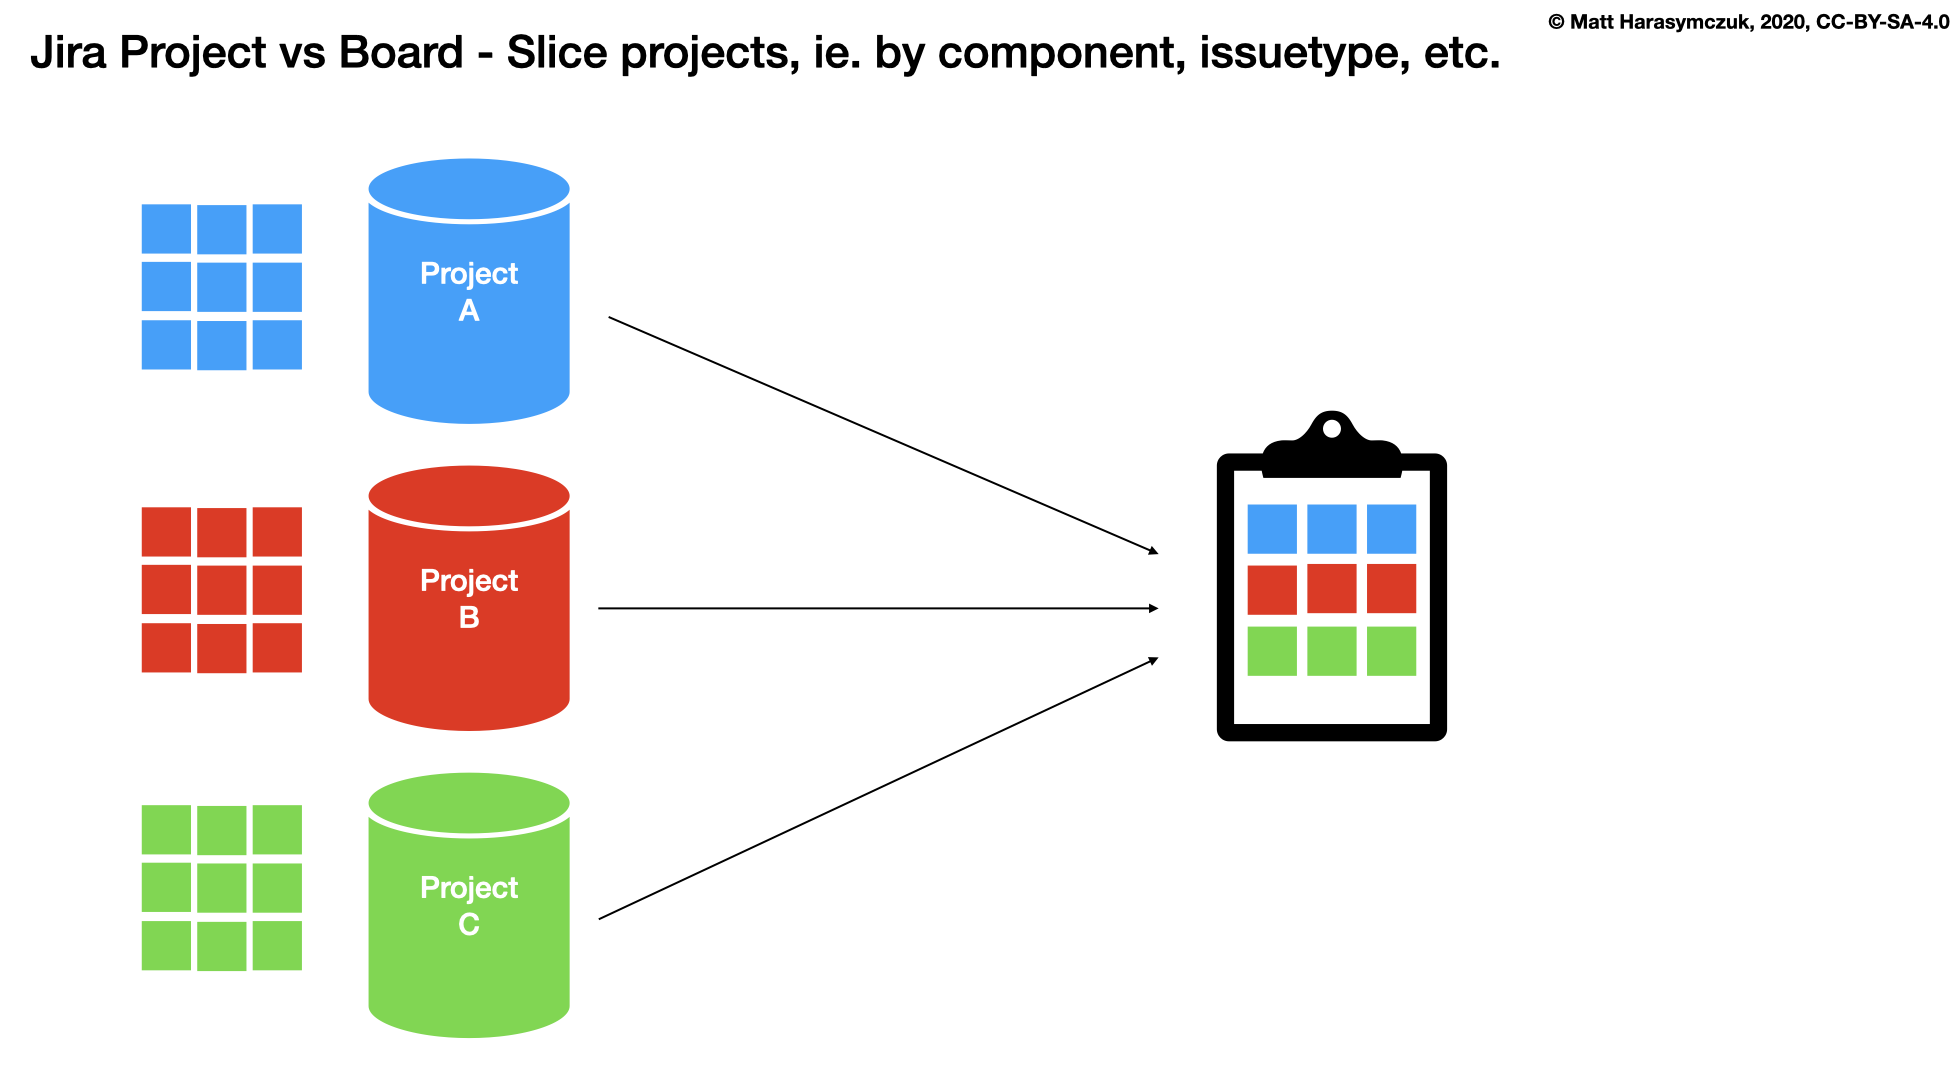 © Matt Harasymczuk, 2020, CC-BY-SA-4.0
Jira Project vs Board - Slice projects, ie. by component, issuetype, etc.
Project
A
Project
B
Project
C